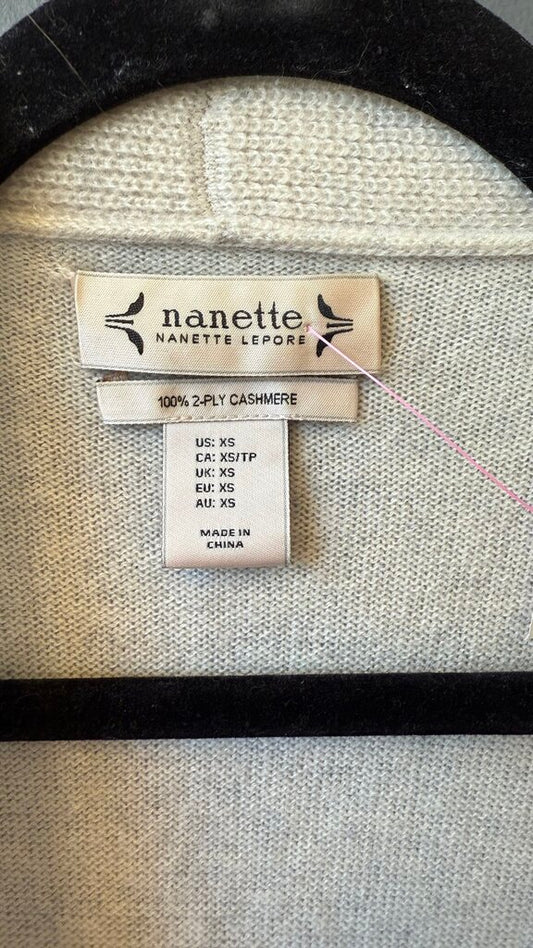 nanette
NANETTE LEPORE
100% 2-PLY CASHMERE
US: XS
CA: XS/TP
UK: XS
EU: XS
AU: XS
MADE IN
CHINA